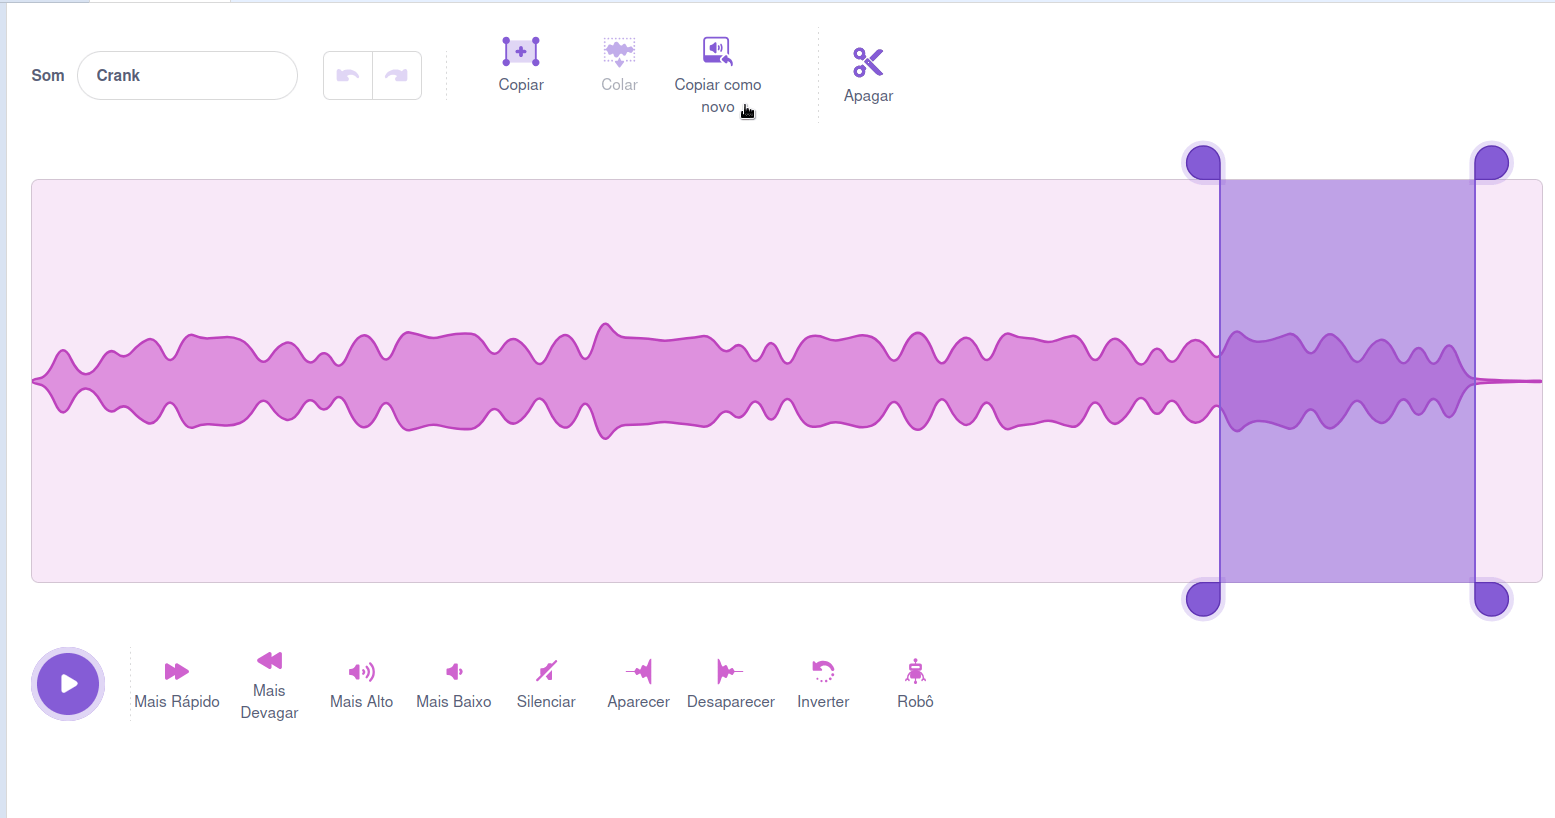 Som
Crank
Copiar
Colar
Copiar como
novo
Apagar
Mais Rápido
Mais
Devagar
Mais Alto
Mais Baixo
Silenciar
Aparecer
Desaparecer
Inverter
Robô